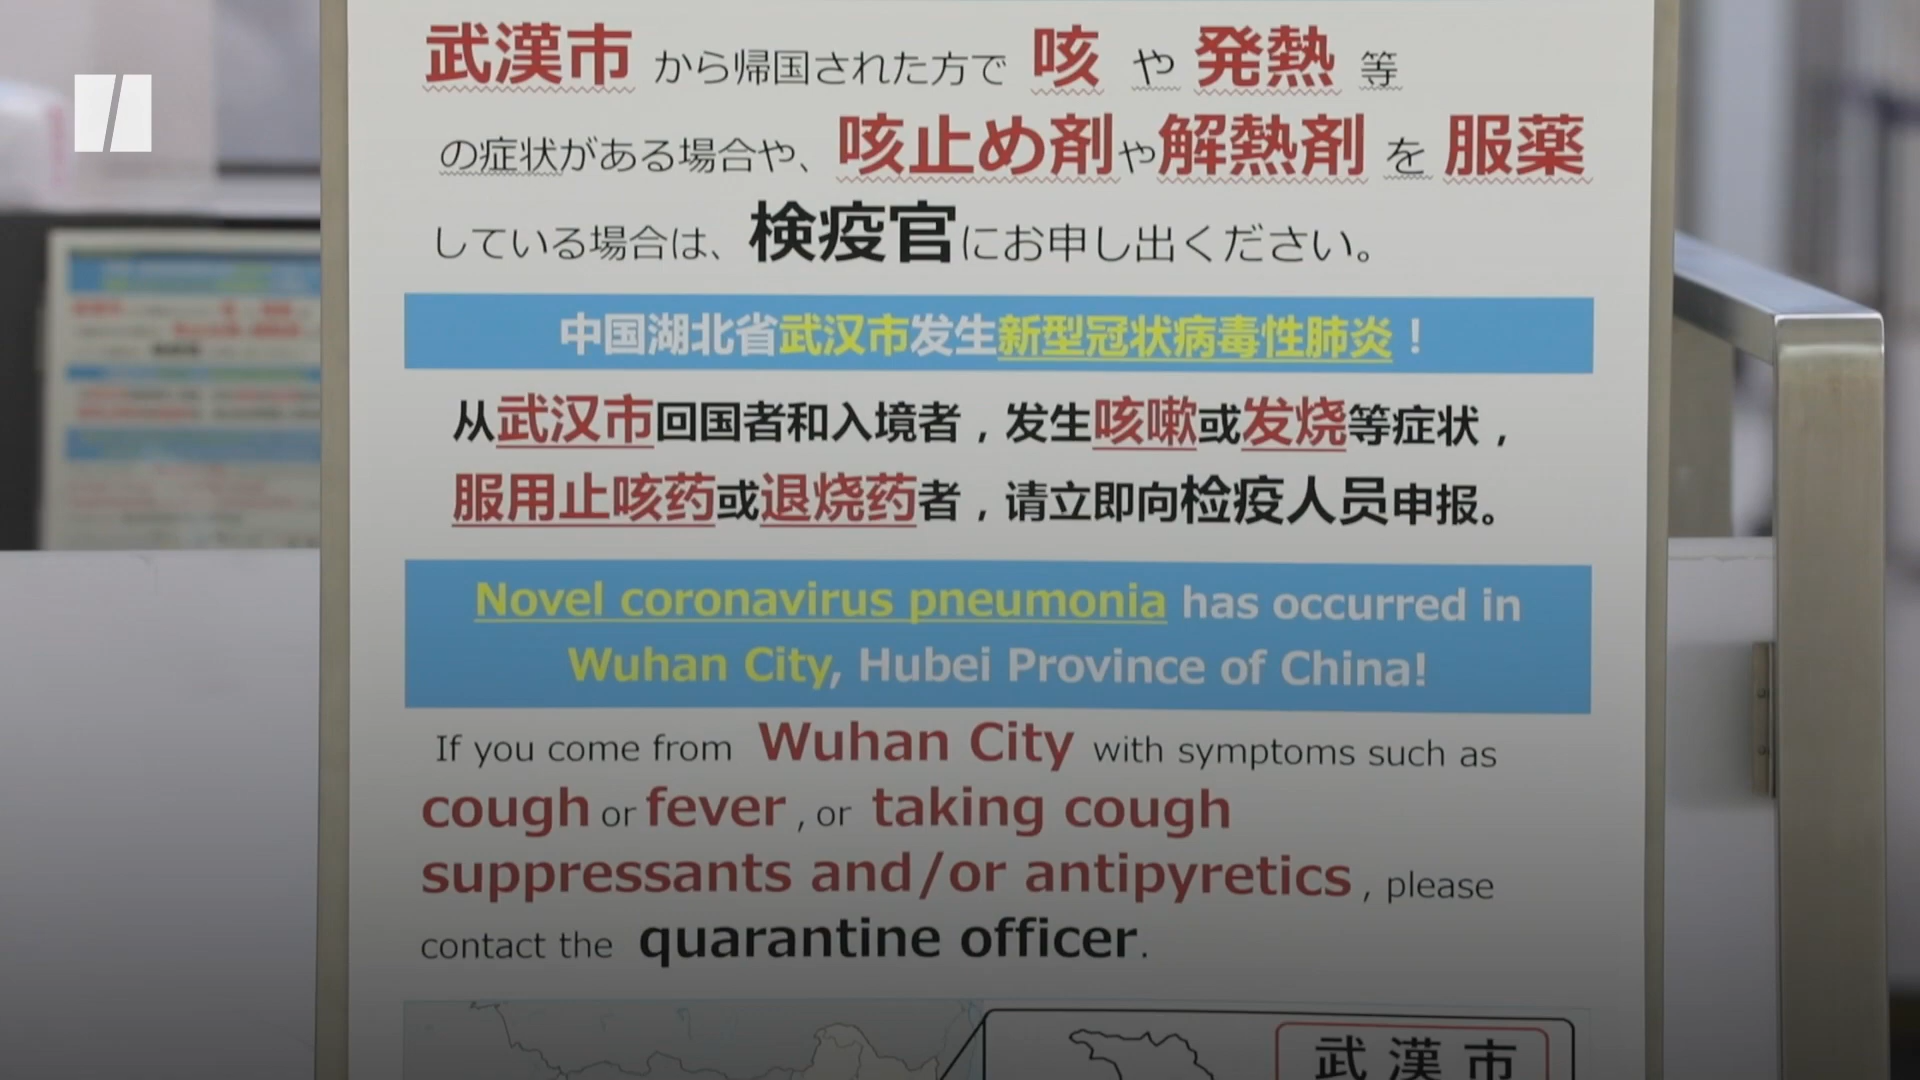 武漢市 から帰国された方で 咳 や 発熱 等
の症状がある場合や、咳止め剤や解熱剤 を 服薬
している場合は、検疫官にお申し出ください。
中国湖北省武汉市发生新型冠状病毒性肺炎！
从武汉市回国者和入境者，发生咳嗽或发烧等症状，
服用止咳药或退烧药者，请立即向检疫人员申报。
Novel coronavirus pneumonia has occurred in
Wuhan City, Hubei Province of China!
If you come from Wuhan City with symptoms such as
cough or fever , or taking cough
suppressants and/or antipyretics , please
contact the quarantine officer.
武漢市